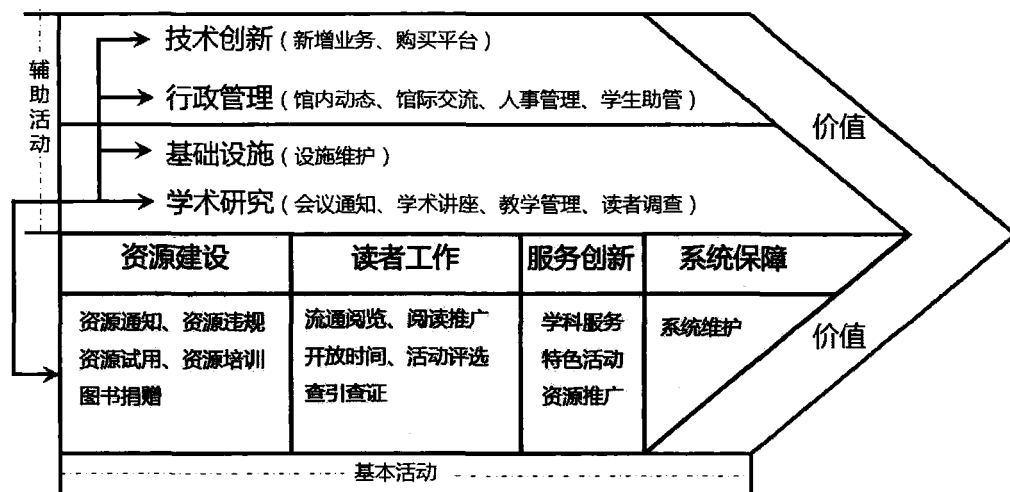 技术创新(新增业务、购买平台)
行政管理(馆内动态、馆际交流、人事管理、学生助管)
基础设施(设施维护)
学术研究(会议通知、学术讲座、教学管理、读者调查)
辅助活动
价值
资源建设
读者工作
服务创新
系统保障
资源通知、资源违规
资源试用、资源培训
图书捐赠
流通阅览、阅读推广
开放时间、活动评选
查引查证
学科服务
特色活动
资源推广
系统维护
价值
基本活动